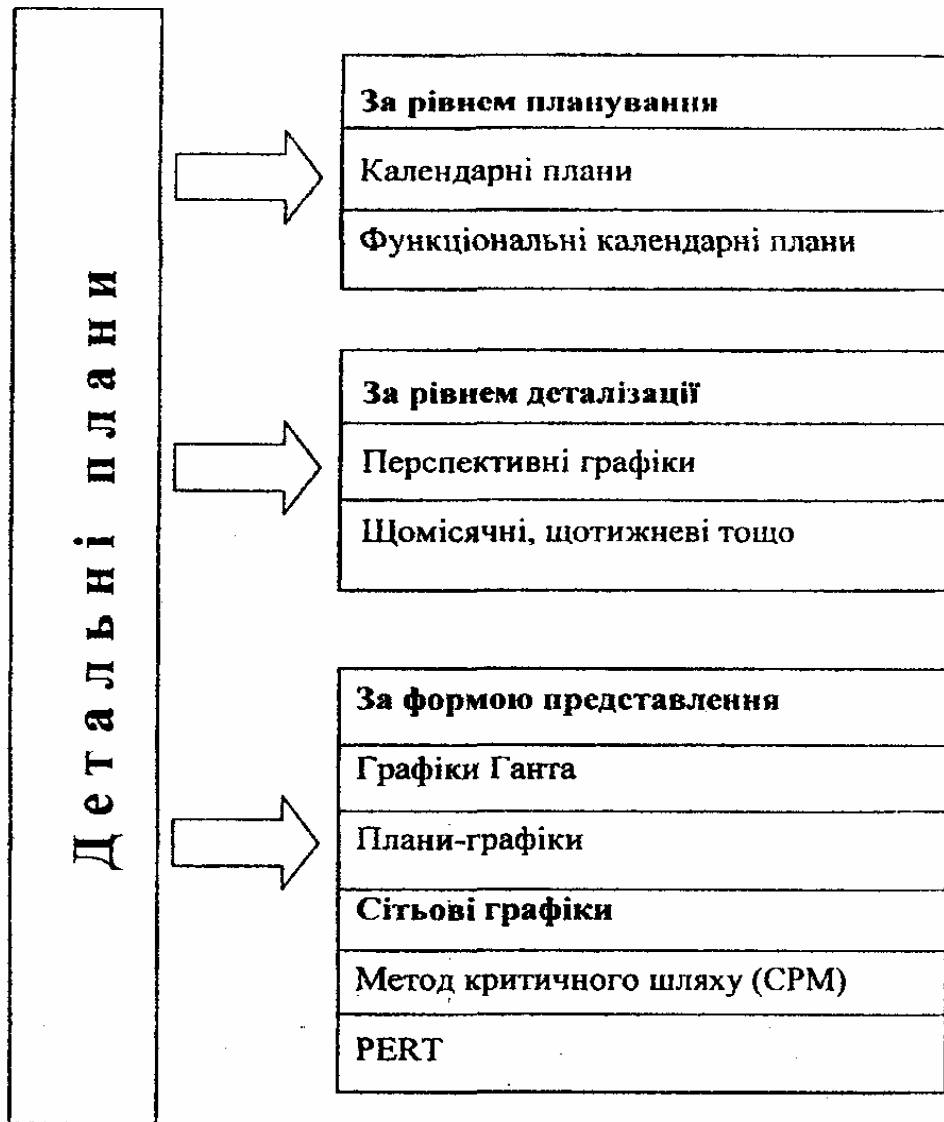 Детальні плани
За рівнем планування
Календарні плани
Функціональні календарні плани
За рівнем деталізації
Перспективні графіки
Щомісячні, щотижневі тощо
За формою представлення
Графіки Ганта
Плани-графіки
Сітьові графіки
Метод критичного шляху (СРМ)
PERT